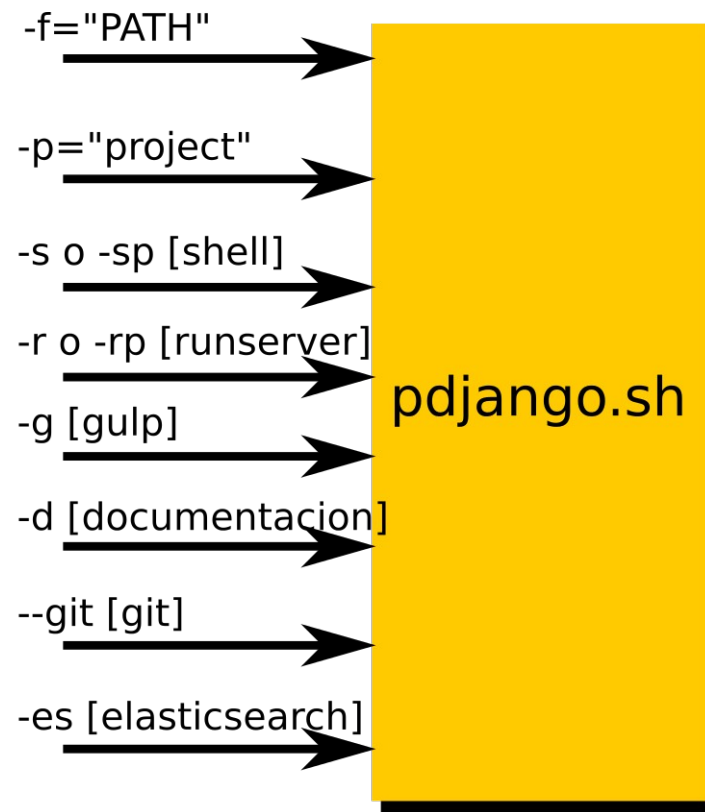 -f="PATH"
-p="project"
-s o -sp [shell]
-r o -rp [runserver]
pdjango.sh
-g [gulp]
-d [documentacion]
--git [git]
-es [elasticsearch]